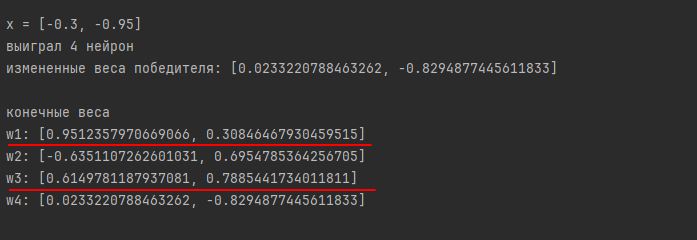 x = [-0.3, -0.95]
выиграл 4 нейрон
измененные веса победителя: [0.0233220788463262, -0.8294877445611833]
конечные веса
w1: [0.9512357970669066, 0.30846467930459515]
w2: [-0.6351107262601031, 0.6954785364256705]
w3: [0.6149781187937081, 0.7885441734011811]
w4: [0.0233220788463262, -0.8294877445611833]